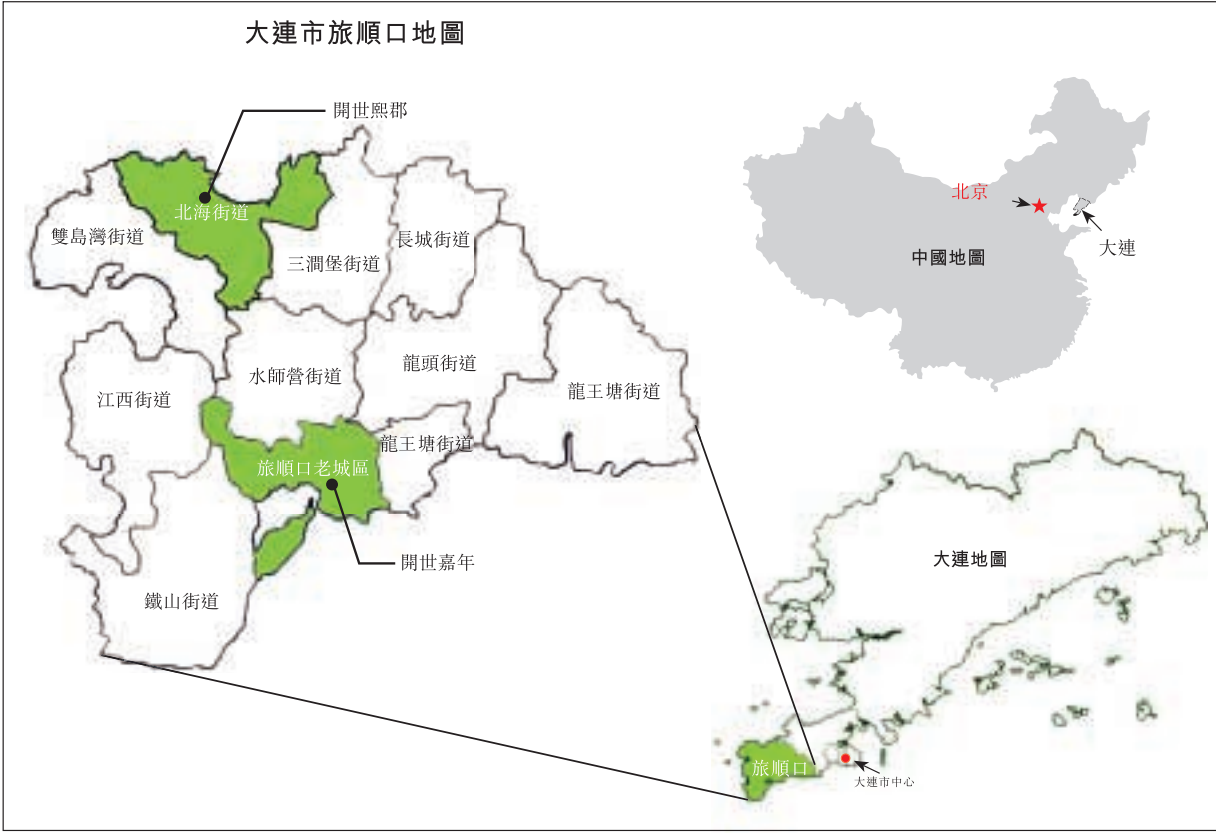 大連市旅順口地圖
開世熙郡
北海街道
雙島灣街道
三澗堡街道
長城街道
水師營街道
龍頭街道
江西街道
龍王塘街道
龍王塘街道
旅順口老城區
開世嘉年
鐵山街道
北京
大連
中國地圖
大連地圖
旅順口
大連市中心